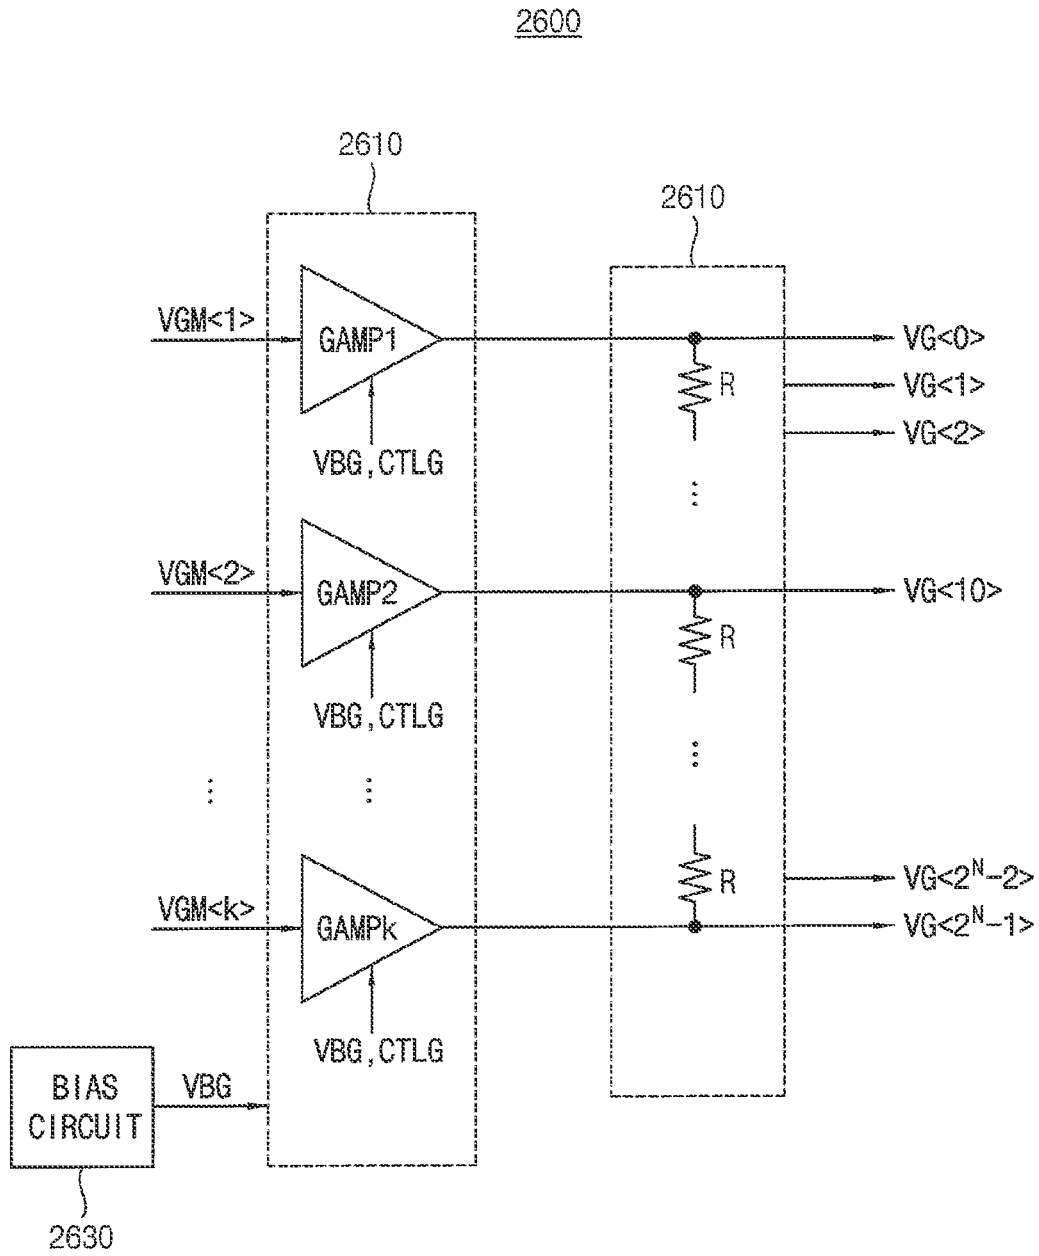 2600
2610
2610
VGM<1>
GAMP1
VG<0>
R
VG<1>
VG<2>
VBG,CTLG
VGM<2>
GAMP2
VG<10>
R
VBG,CTLG
R
VG<2^N-2>
VGM<k>
GAMPk
VG<2^N-1>
VBG,CTLG
BIAS
CIRCUIT
VBG
2630